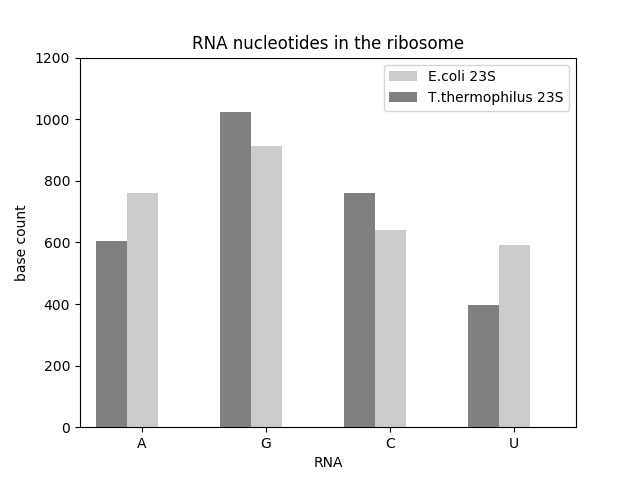 RNA nucleotides in the ribosome
E.coli 23S
T.thermophilus 23S
1200
1000
800
600
400
200
0
base count
A G C U
RNA